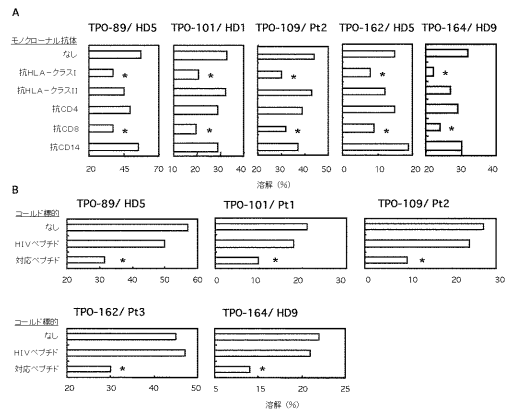 A
TPO-89/ HD5 TPO-101/ HD1 TPO-109/ Pt2 TPO-162/ HD5 TPO-164/ HD9
モノクローナル抗体
なし
抗HLA-クラスI * * * * *
抗HLA-クラスII
抗CD4
抗CD8 * * * * *
抗CD14
20 45 70 10 20 30 40 20 30 40 50 0 10 20 20 30 40
溶解 (%)
B
TPO-89/ HD5 TPO-101/ Pt1 TPO-109/ Pt2
コールド標的
なし
HIVペプチド
対応ペプチド * * *
20 30 40 50 60 0 10 20 30 0 10 20 30
TPO-162/ Pt3 TPO-164/ HD9
コールド標的
なし
HIVペプチド
対応ペプチド * *
20 30 40 50 5 15 25 25
溶解 (%)